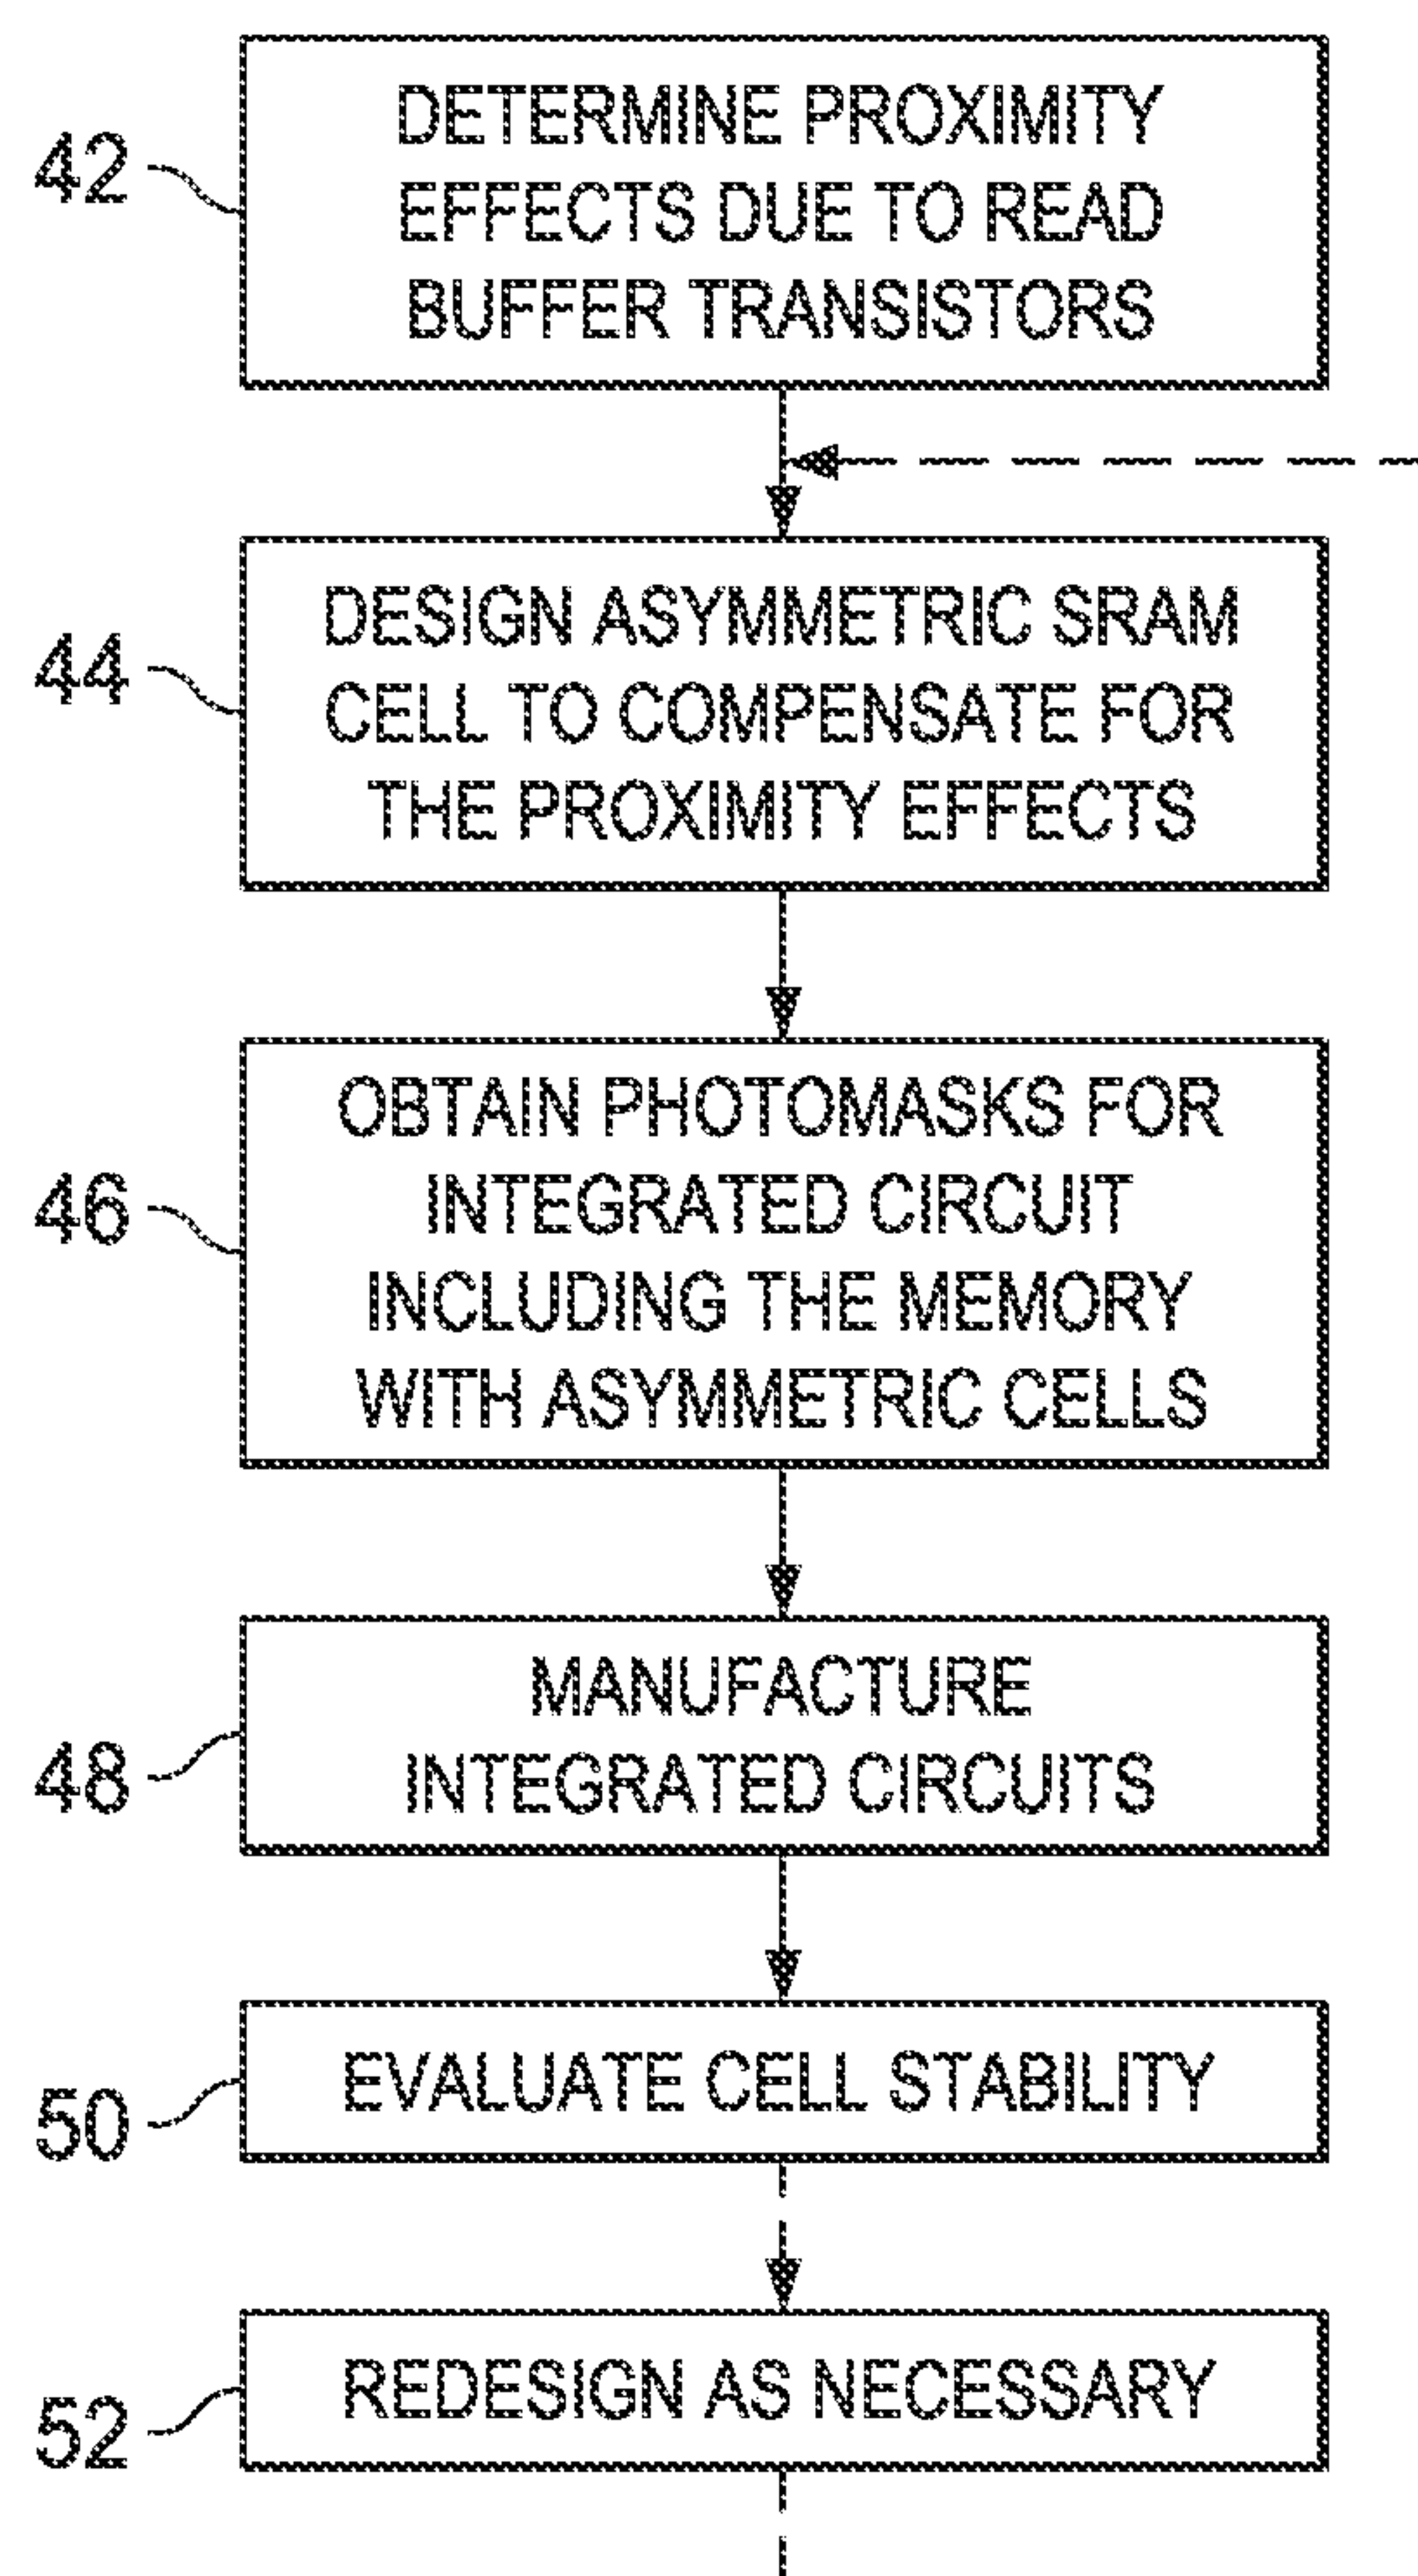 42
DETERMINE PROXIMITY
EFFECTS DUE TO READ
BUFFER TRANSISTORS
44
DESIGN ASYMMETRIC SRAM
CELL TO COMPENSATE FOR
THE PROXIMITY EFFECTS
46
OBTAIN PHOTOMASKS FOR
INTEGRATED CIRCUIT
INCLUDING THE MEMORY
WITH ASYMMETRIC CELLS
48
MANUFACTURE
INTEGRATED CIRCUITS
50
EVALUATE CELL STABILITY
52
REDESIGN AS NECESSARY